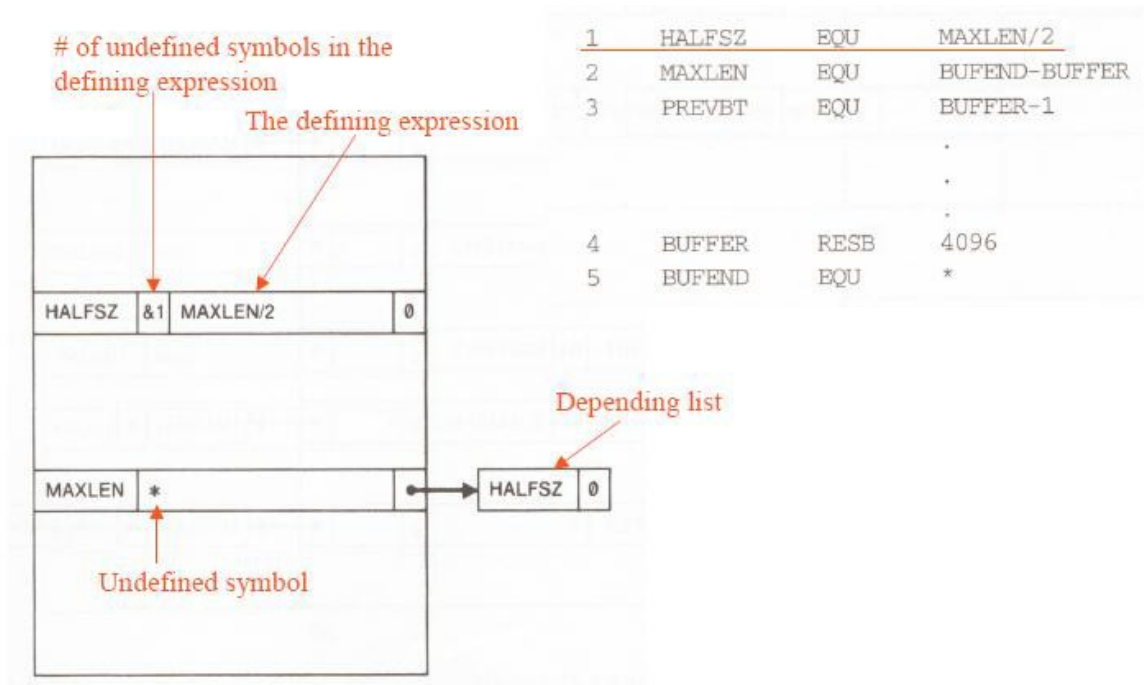 # of undefined symbols in the
defining expression
The defining expression
1 HALFSZ EQU MAXLEN/2
2 MAXLEN EQU BUFEND-BUFFER
3 PREVBT EQU BUFFER-1
.
.
.
4 BUFFER RESB 4096
5 BUFEND EQU *
HALFSZ &1 MAXLEN/2 0
Depending list
MAXLEN * HALFSZ 0
Undefined symbol